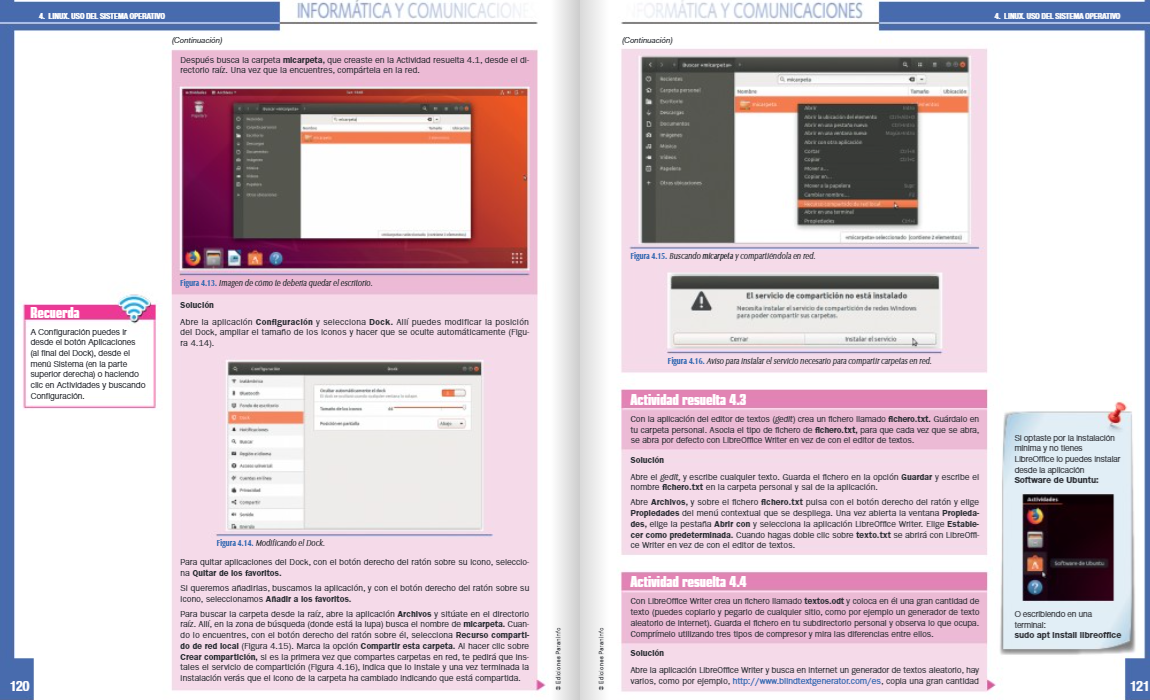 4. LINUX. USO DEL SISTEMA OPERATIVO
INFORMÁTICA Y COMUNICACIONE
(Continuación)
Después busca la carpeta micarpeta, que creaste en la Actividad resuelta 4.1, desde el di-
rectorio raíz. Una vez que la encuentres, compártela en la red.
Figura 4.13. Imagen de cómo te debería quedar el escritorio.
Solución
Abre la aplicación Configuración y selecciona Dock. Allí puedes modificar la posición
del Dock, ampliar el tamaño de los iconos y hacer que se oculte automáticamente (Figu-
ra 4.14).
Recuerda
A Configuración puedes ir
desde el botón Aplicaciones
(al final del Dock), desde el
menú Sistema (en la parte
superior derecha) o haciendo
clic en Actividades y buscando
Configuración.
Configuración
Dock
Bluetooth
Fondo de escritorio
Dock
Notificaciones
Buscar
Región e idioma
Acceso universal
Cuentas en línea
Privacidad
Compartir
Sonido
Energía
Ocultar automáticamente el dock
Tamaño de los iconos
Posición en pantalla
Abajo
Figura 4.14. Modificando el Dock.
Para quitar aplicaciones del Dock, con el botón derecho del ratón sobre su icono, seleccio-
na Quitar de los favoritos.
Si queremos añadirlas, buscamos la aplicación, y con el botón derecho del ratón sobre su
icono, seleccionamos Añadir a los favoritos.
Para buscar la carpeta desde la raíz, abre la aplicación Archivos y sitúate en el directorio
raíz. Allí, en la zona de búsqueda (donde está la lupa) busca el nombre de micarpeta. Cuan-
do lo encuentres, con el botón derecho del ratón sobre él, selecciona Recurso comparti-
do de red local (Figura 4.15). Marca la opción Compartir esta carpeta. Al hacer clic sobre
Crear compartición, si es la primera vez que compartes carpetas en red, te pedirá que ins-
tales el servicio de compartición (Figura 4.16), indica que lo instale y una vez terminada la
instalación verás que el icono de la carpeta ha cambiado indicando que está compartida.
© Ediciones Paraninfo
120
INFORMÁTICA Y COMUNICACIONES
4. LINUX. USO DEL SISTEMA OPERATIVO
(Continuación)
Buscar «micarpeta»
micarpeta
Recientes
Carpeta personal
Escritorio
Descargas
Documentos
Imágenes
Música
Vídeos
Papelera
Otras ubicaciones
Nombre
Tamaño
Ubicación
micarpeta
Abrir
Abrir la ubicación del elemento
Abrir en una pestaña nueva
Abrir en una ventana nueva
Abrir con otra aplicación
Cortar
Copiar
Mover a...
Copiar en...
Mover a la papelera
Cambiar nombre...
Recurso compartido de red local
Abrir en una terminal
Propiedades
«micarpeta» seleccionado (contiene 2 elementos)
Figura 4.15. Buscando micarpeta y compartiéndola en red.
El servicio de compartición no está instalado
Necesita instalar el servicio de compartición de redes Windows
para poder compartir sus carpetas.
Cerrar
Instalar el servicio
Figura 4.16. Aviso para instalar el servicio necesario para compartir carpetas en red.
Actividad resuelta 4.3
Con la aplicación del editor de textos (gedit) crea un fichero llamado fichero.txt. Guárdalo en
tu carpeta personal. Asocia el tipo de fichero de fichero.txt, para que cada vez que se abra,
se abra por defecto con LibreOffice Writer en vez de con el editor de textos.
Solución
Abre el gedit, y escribe cualquier texto. Guarda el fichero en la opción Guardar y escribe el
nombre fichero.txt en la carpeta personal y sal de la aplicación.
Abre Archivos, y sobre el fichero fichero.txt pulsa con el botón derecho del ratón y elige
Propiedades del menú contextual que se despliega. Una vez abierta la ventana Propieda-
des, elige la pestaña Abrir con y selecciona la aplicación LibreOffice Writer. Elige Estable-
cer como predeterminada. Cuando hagas doble clic sobre texto.txt se abrirá con LibreOffi-
ce Writer en vez de con el editor de textos.
Actividad resuelta 4.4
Con LibreOffice Writer crea un fichero llamado textos.odt y coloca en él una gran cantidad de
texto (puedes copiarlo y pegarlo de cualquier sitio, como por ejemplo un generador de texto
aleatorio de internet). Guarda el fichero en tu subdirectorio personal y observa lo que ocupa.
Comprímelo utilizando tres tipos de compresor y mira las diferencias entre ellos.
Solución
Abre la aplicación LibreOffice Writer y busca en Internet un generador de textos aleatorio, hay
varios, como por ejemplo, http://www.blindtextgenerator.com/es, copia una gran cantidad
Si optaste por la instalación
mínima y no tienes
LibreOffice lo puedes instalar
desde la aplicación
Software de Ubuntu:
Actividades
Software de Ubuntu
O escribiendo en una
terminal:
sudo apt install libreoffice
© Ediciones Paraninfo
121